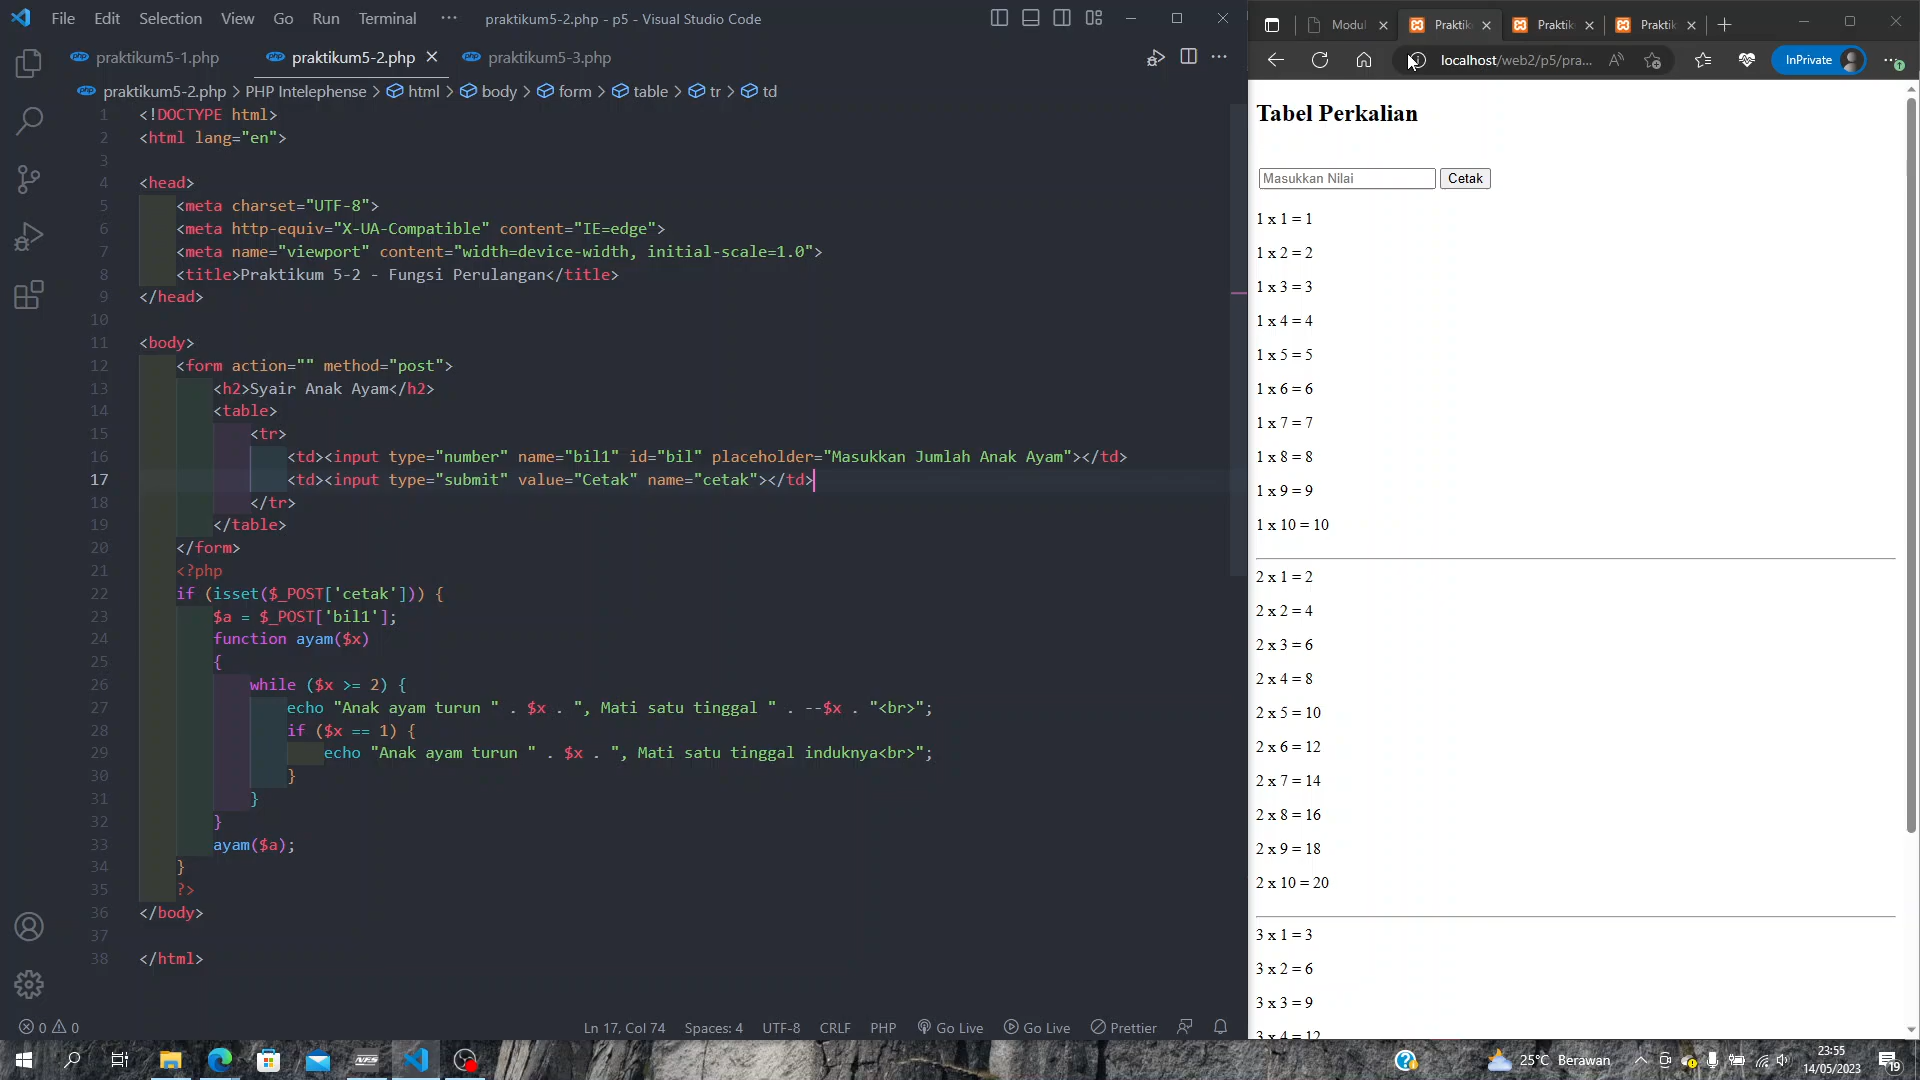 File Edit Selection View Go Run Terminal ··· praktikum5-2.php - p5 - Visual Studio Code
praktikum5-1.php praktikum5-2.php praktikum5-3.php
praktikum5-2.php > PHP Intelephense > html > body > form > table > tr > td
1 <!DOCTYPE html>
2 <html lang="en">
3
4 <head>
5 <meta charset="UTF-8">
6 <meta http-equiv="X-UA-Compatible" content="IE=edge">
7 <meta name="viewport" content="width=device-width, initial-scale=1.0">
8 <title>Praktikum 5-2 - Fungsi Perulangan</title>
9 </head>
10
11 <body>
12 <form action="" method="post">
13 <h2>Syair Anak Ayam</h2>
14 <table>
15 <tr>
16 <td><input type="number" name="bil1" id="bil" placeholder="Masukkan Jumlah Anak Ayam"></td>
17 <td><input type="submit" value="Cetak" name="cetak"></td>
18 </tr>
19 </table>
20 </form>
21 <?php
22 if (isset($_POST['cetak'])) {
23 $a = $_POST['bil1'];
24 function ayam($x)
25 {
26 while ($x >= 2) {
27 echo "Anak ayam turun " . $x . ", Mati satu tinggal " . --$x . "<br>";
28 if ($x == 1) {
29 echo "Anak ayam turun " . $x . ", Mati satu tinggal induknya<br>";
30 }
31 }
32 }
33 ayam($a);
34 }
35 ?>
36 </body>
37
38 </html>
0 0 Ln 17, Col 74 Spaces: 4 UTF-8 CRLF PHP Go Live Go Live Prettier
Modul Praktik Praktik Praktik
localhost/web2/p5/pra... InPrivate
Tabel Perkalian
Masukkan Nilai Cetak
1 x 1 = 1
1 x 2 = 2
1 x 3 = 3
1 x 4 = 4
1 x 5 = 5
1 x 6 = 6
1 x 7 = 7
1 x 8 = 8
1 x 9 = 9
1 x 10 = 10
2 x 1 = 2
2 x 2 = 4
2 x 3 = 6
2 x 4 = 8
2 x 5 = 10
2 x 6 = 12
2 x 7 = 14
2 x 8 = 16
2 x 9 = 18
2 x 10 = 20
3 x 1 = 3
3 x 2 = 6
3 x 3 = 9
3 x 4 = 12
NFS 25°C Berawan 23:55
14/05/2023 19